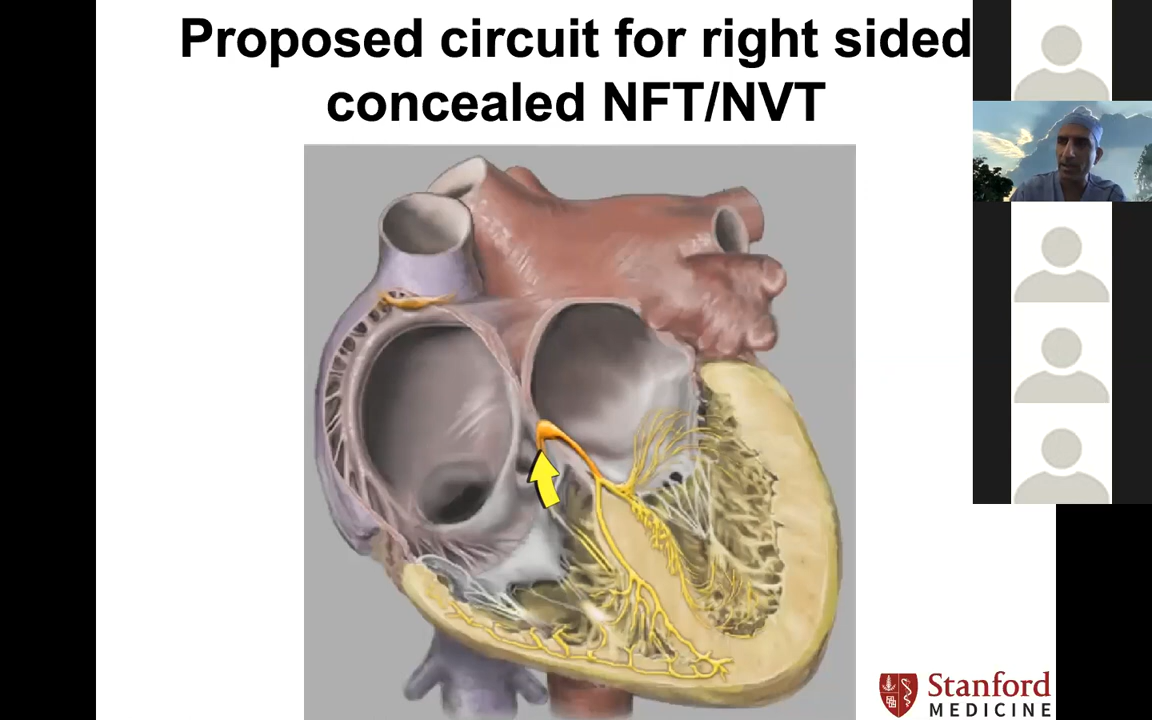 Proposed circuit for right sided
concealed NFT/NVT
Stanford
MEDICINE